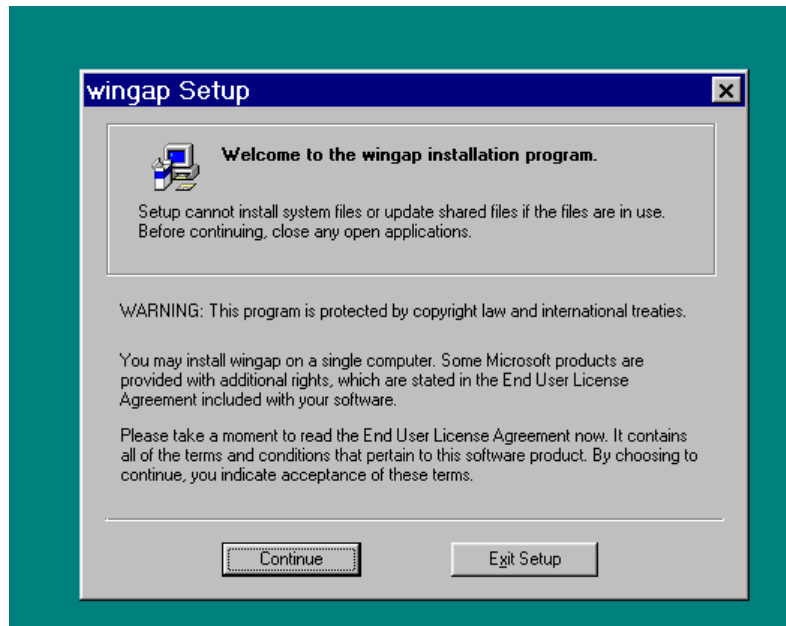 wingap Setup
Welcome to the wingap installation program.
Setup cannot install system files or update shared files if the files are in use.
Before continuing, close any open applications.
WARNING: This program is protected by copyright law and international treaties.
You may install wingap on a single computer. Some Microsoft products are
provided with additional rights, which are stated in the End User License
Agreement included with your software.
Please take a moment to read the End User License Agreement now. It contains
all of the terms and conditions that pertain to this software product. By choosing to
continue, you indicate acceptance of these terms.
Continue
Exit Setup